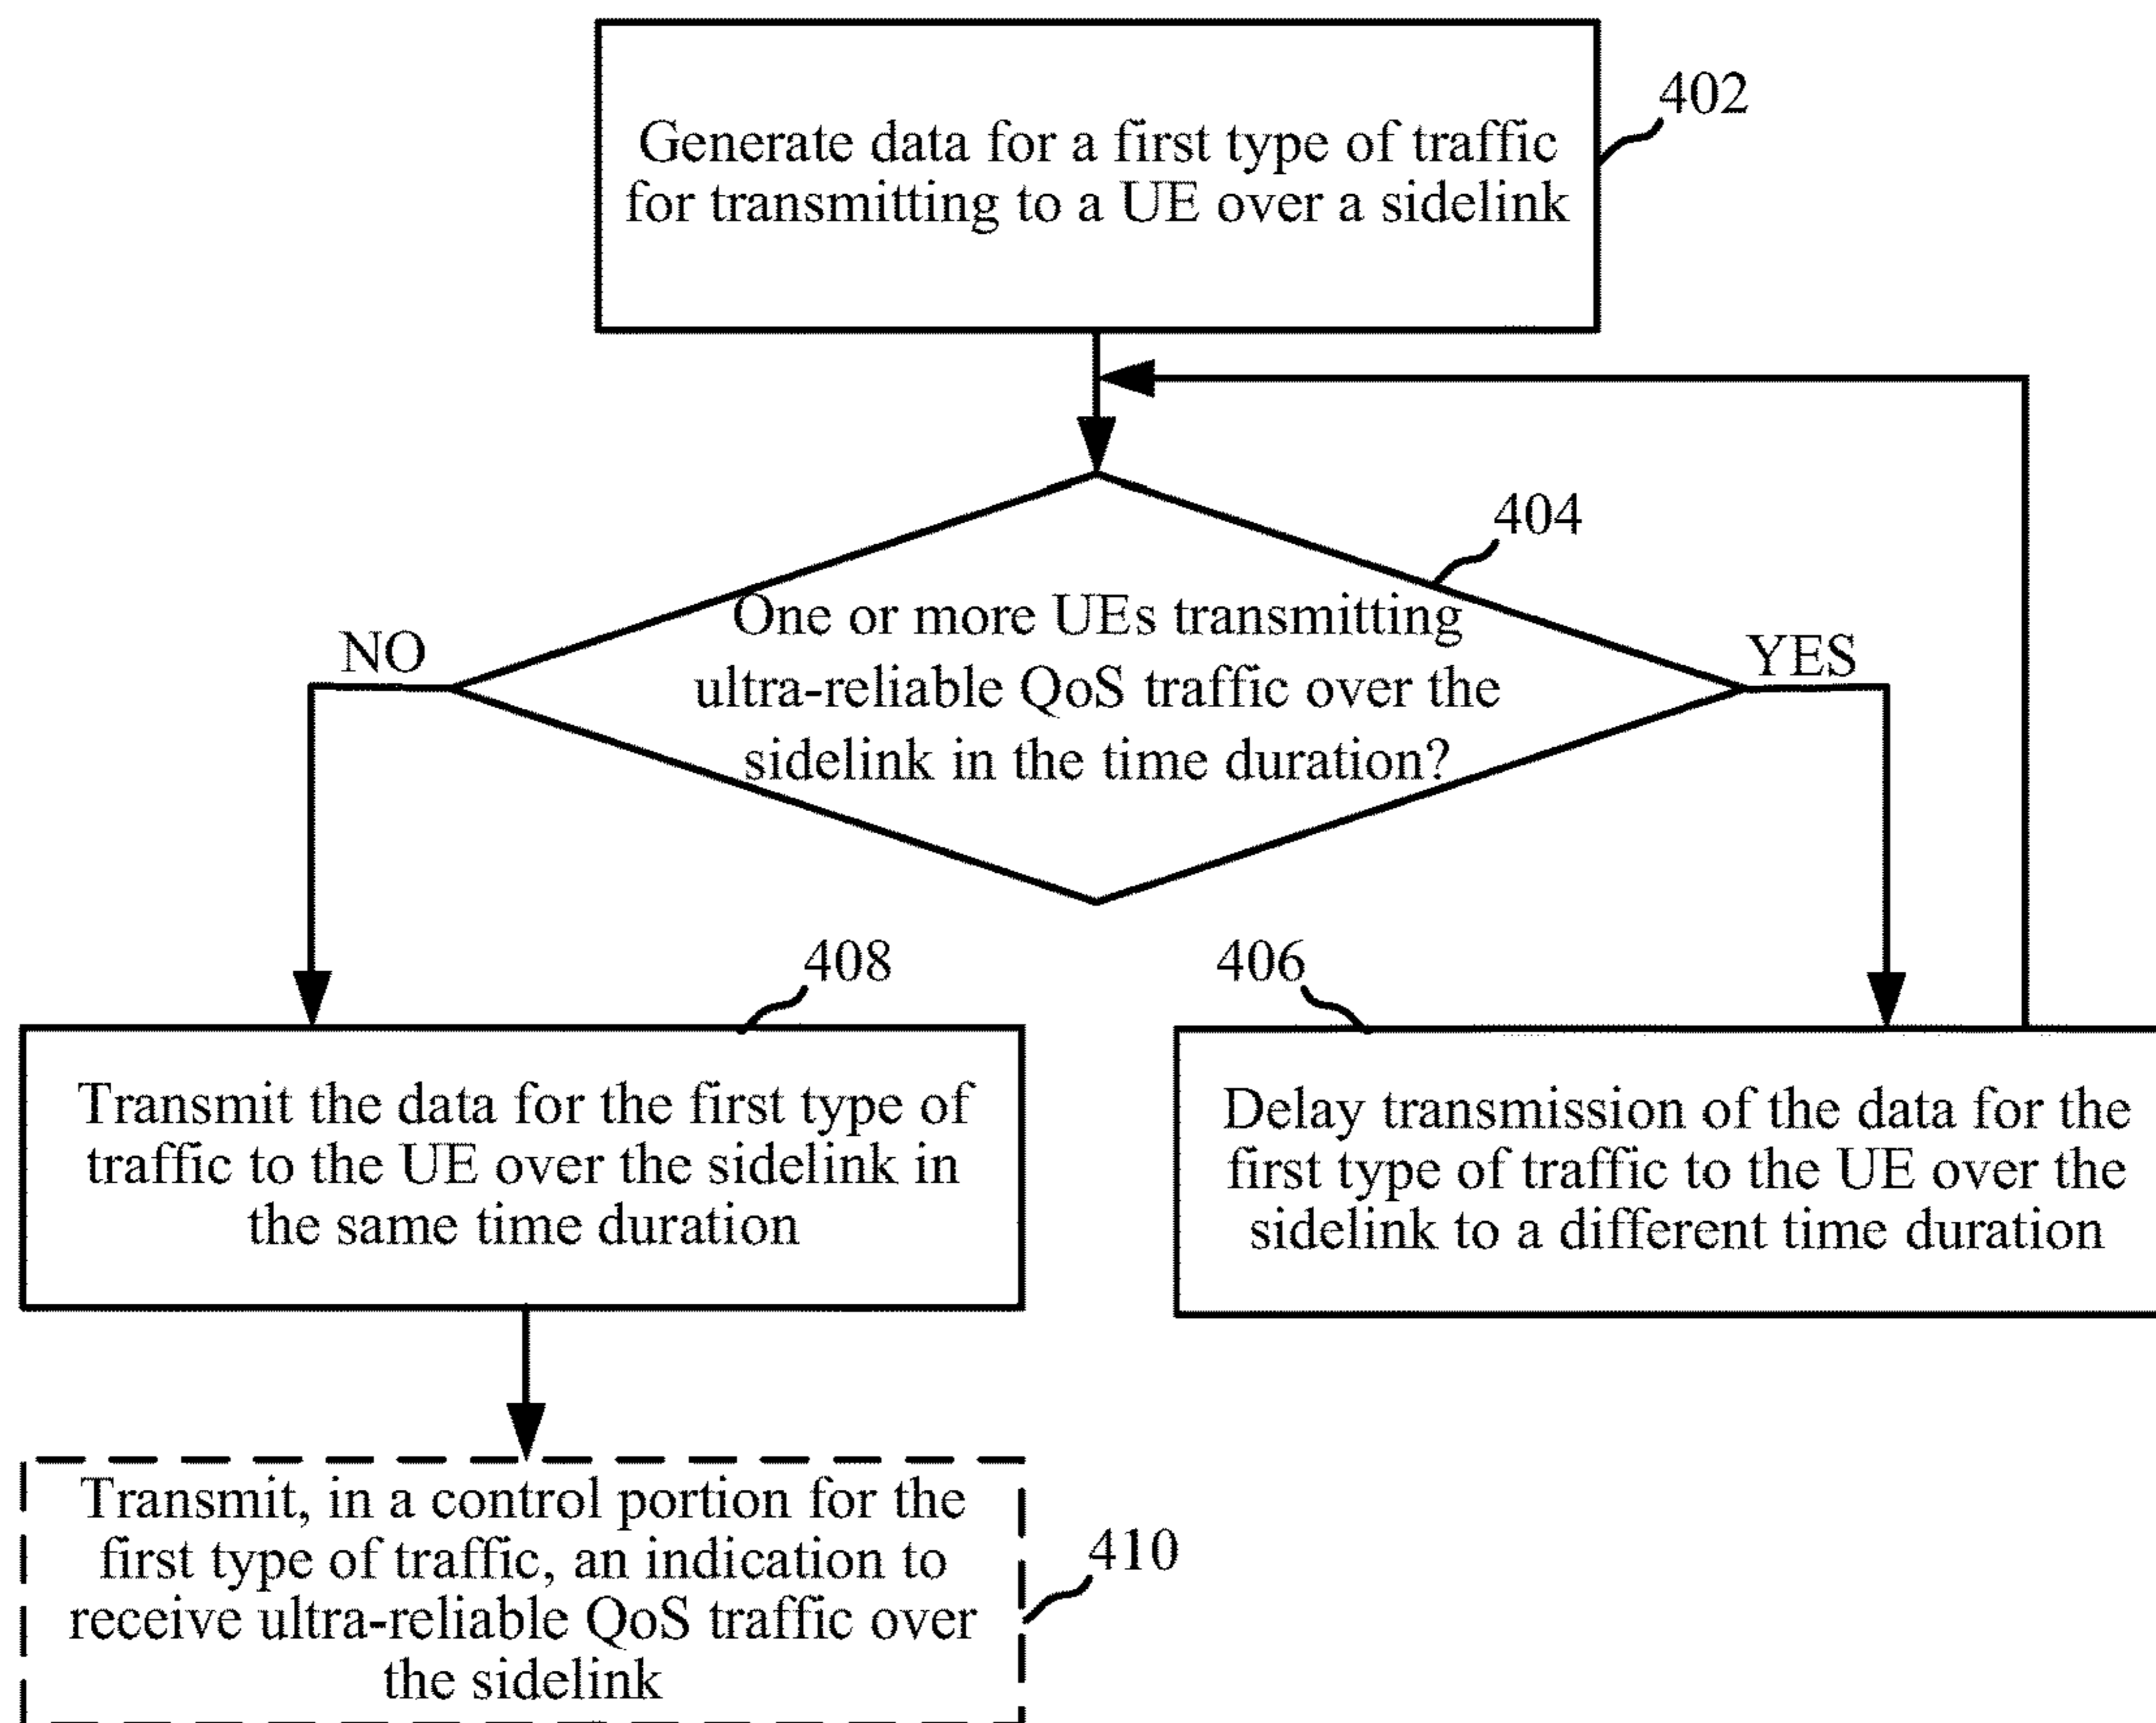 Generate data for a first type of traffic
for transmitting to a UE over a sidelink
402
404
One or more UEs transmitting
ultra-reliable QoS traffic over the
sidelink in the time duration?
NO
YES
408
406
Transmit the data for the first type of
traffic to the UE over the sidelink in
the same time duration
Delay transmission of the data for the
first type of traffic to the UE over the
sidelink to a different time duration
Transmit, in a control portion for the
first type of traffic, an indication to
receive ultra-reliable QoS traffic over
the sidelink
410